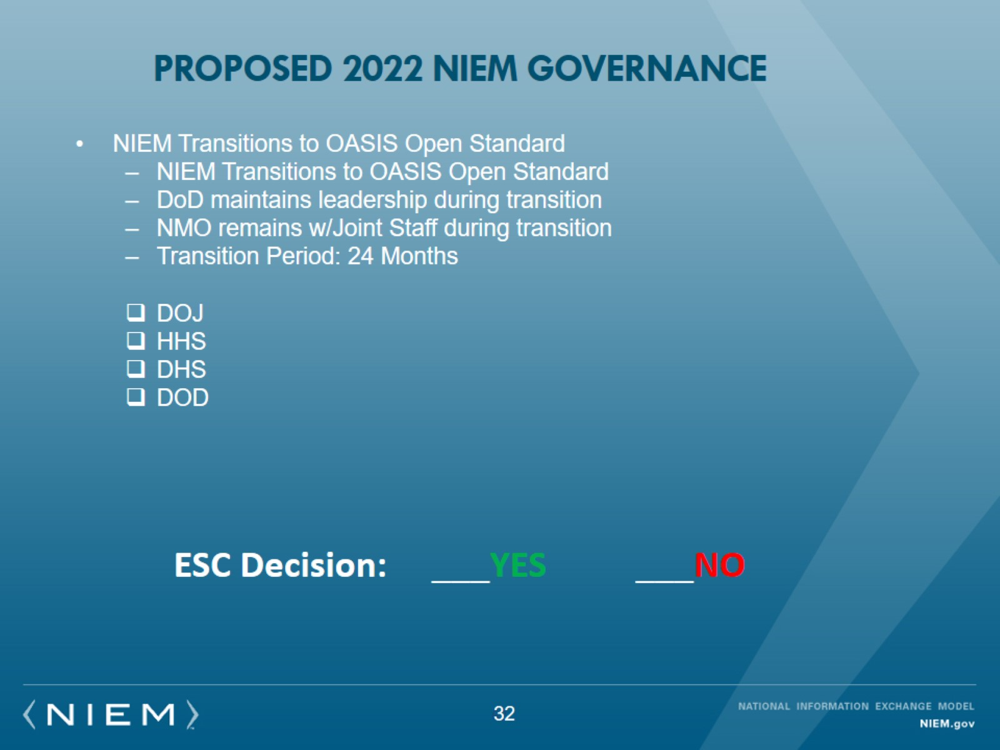 PROPOSED 2022 NIEM GOVERNANCE
• NIEM Transitions to OASIS Open Standard
– NIEM Transitions to OASIS Open Standard
– DoD maintains leadership during transition
– NMO remains w/Joint Staff during transition
– Transition Period: 24 Months
❑ DOJ
❑ HHS
❑ DHS
❑ DOD
ESC Decision: ___YES ___NO
NIEM™
32
NATIONAL INFORMATION EXCHANGE MODEL
NIEM.gov